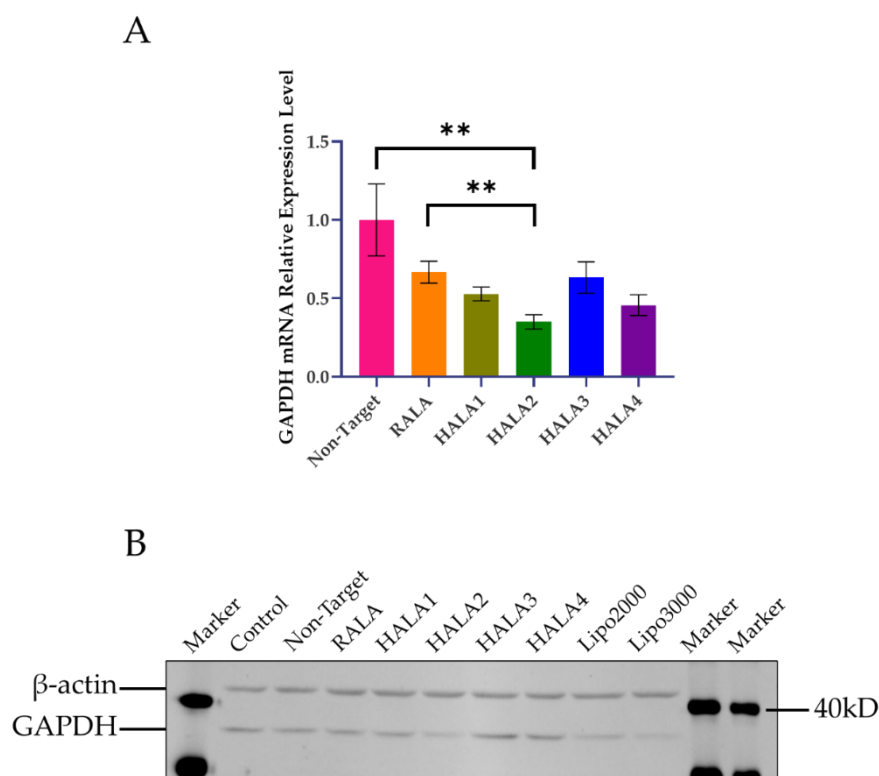 A
GAPDH mRNA Relative Expression Level
1.5
1.0
0.5
0.0
**
**
Non-Target
RALA
HALA1
HALA2
HALA3
HALA4
B
Marker
Control
Non-Target
RALA
HALA1
HALA2
HALA3
HALA4
Lipo2000
Lipo3000
Marker
Marker
β-actin
GAPDH
40kD